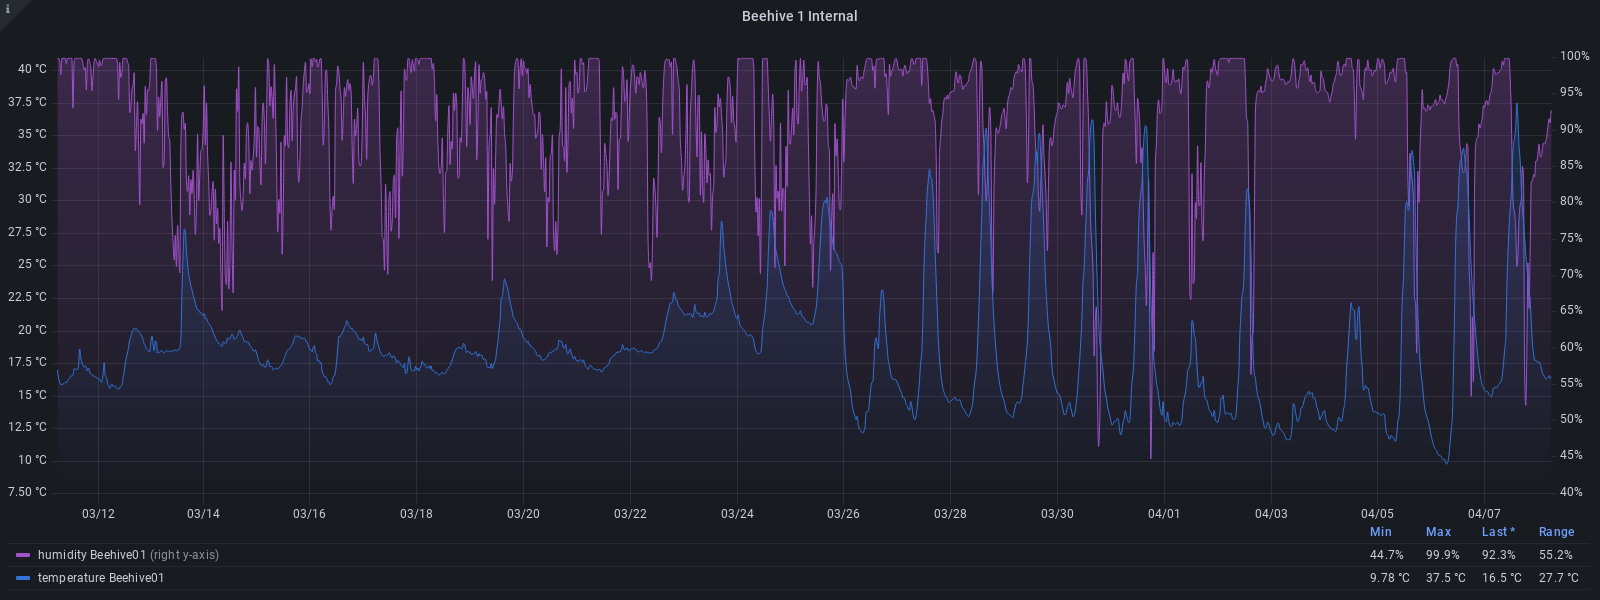 i
Beehive 1 Internal
40 °C
37.5 °C
35 °C
32.5 °C
30 °C
27.5 °C
25 °C
22.5 °C
20 °C
17.5 °C
15 °C
12.5 °C
10 °C
7.50 °C
100%
95%
90%
85%
80%
75%
70%
65%
60%
55%
50%
45%
40%
03/12 03/14 03/16 03/18 03/20 03/22 03/24 03/26 03/28 03/30 04/01 04/03 04/05 04/07
Min Max Last * Range
humidity Beehive01 (right y-axis) 44.7% 99.9% 92.3% 55.2%
temperature Beehive01 9.78 °C 37.5 °C 16.5 °C 27.7 °C